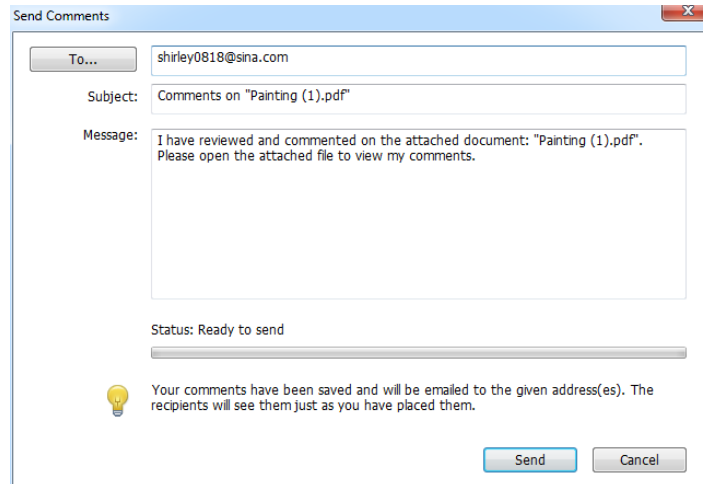 Send Comments
To...
shirley0818@sina.com
Subject:
Comments on "Painting (1).pdf"
Message:
I have reviewed and commented on the attached document: "Painting (1).pdf".
Please open the attached file to view my comments.
Status: Ready to send
Your comments have been saved and will be emailed to the given address(es). The
recipients will see them just as you have placed them.
Send
Cancel